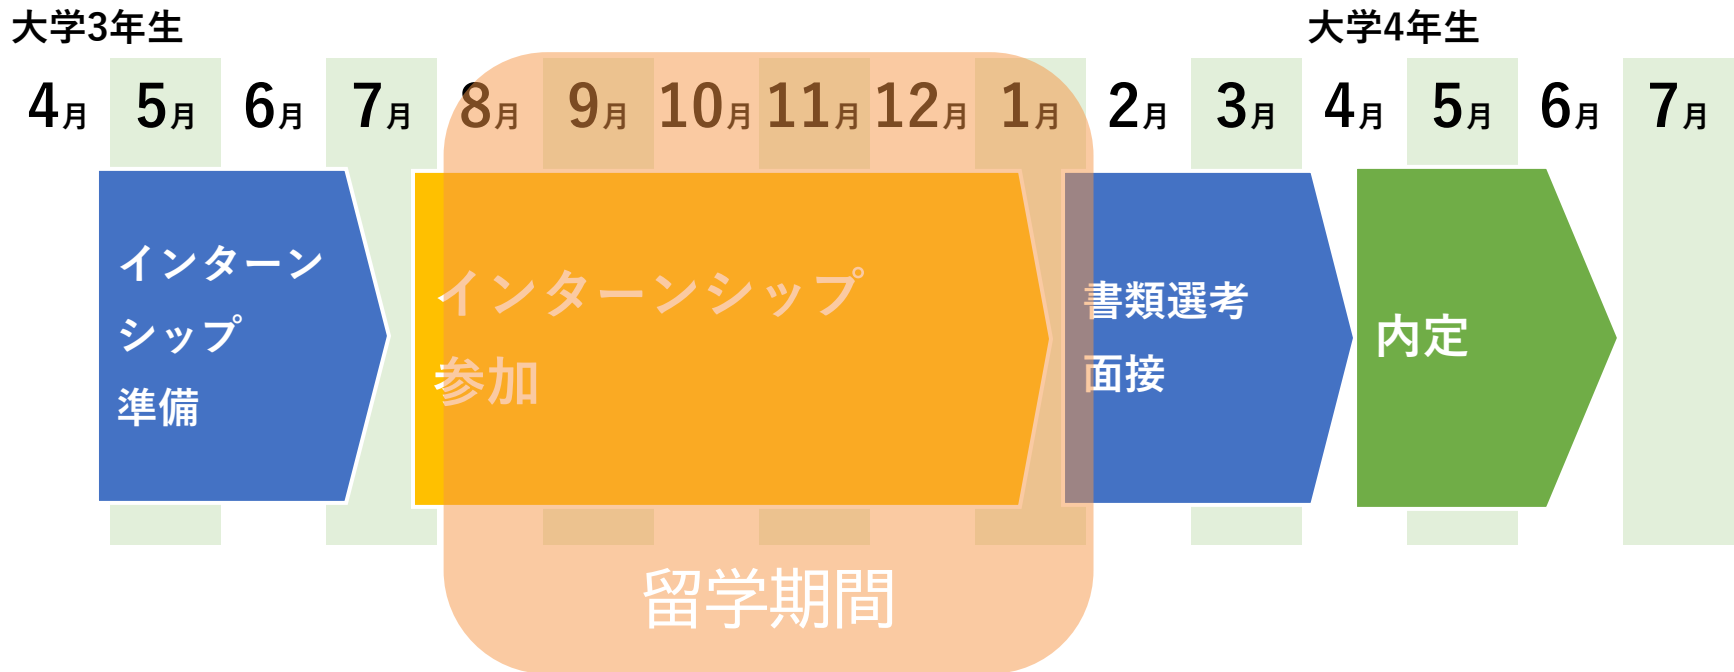 大学3年生
大学4年生
4月 5月 6月 7月 8月 9月 10月 11月 12月 1月 2月 3月 4月 5月 6月 7月
インターン
シップ
準備
インターンシップ
参加
書類選考
面接
内定
留学期間